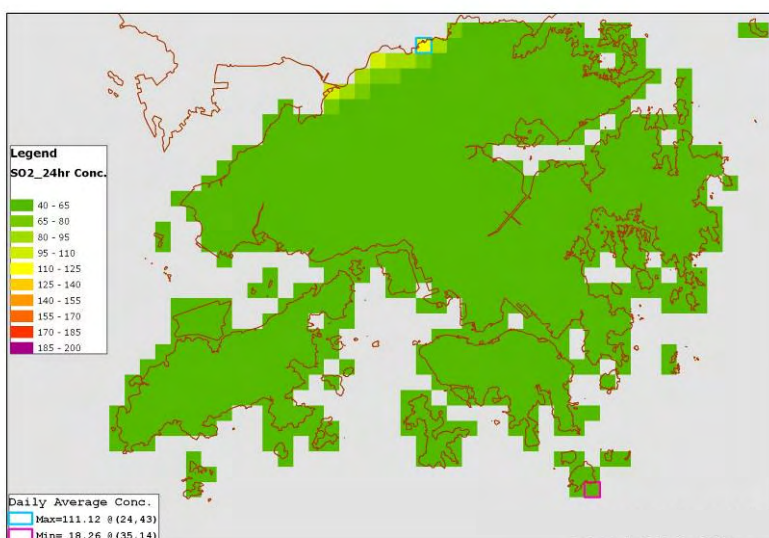 Legend
SO2_24hr Conc.
40 - 65
65 - 80
80 - 95
95 - 110
110 - 125
125 - 140
140 - 155
155 - 170
170 - 185
185 - 200
Daily Average Conc.
Max=111.12 @(24,43)
Min= 18.26 @(35,14)